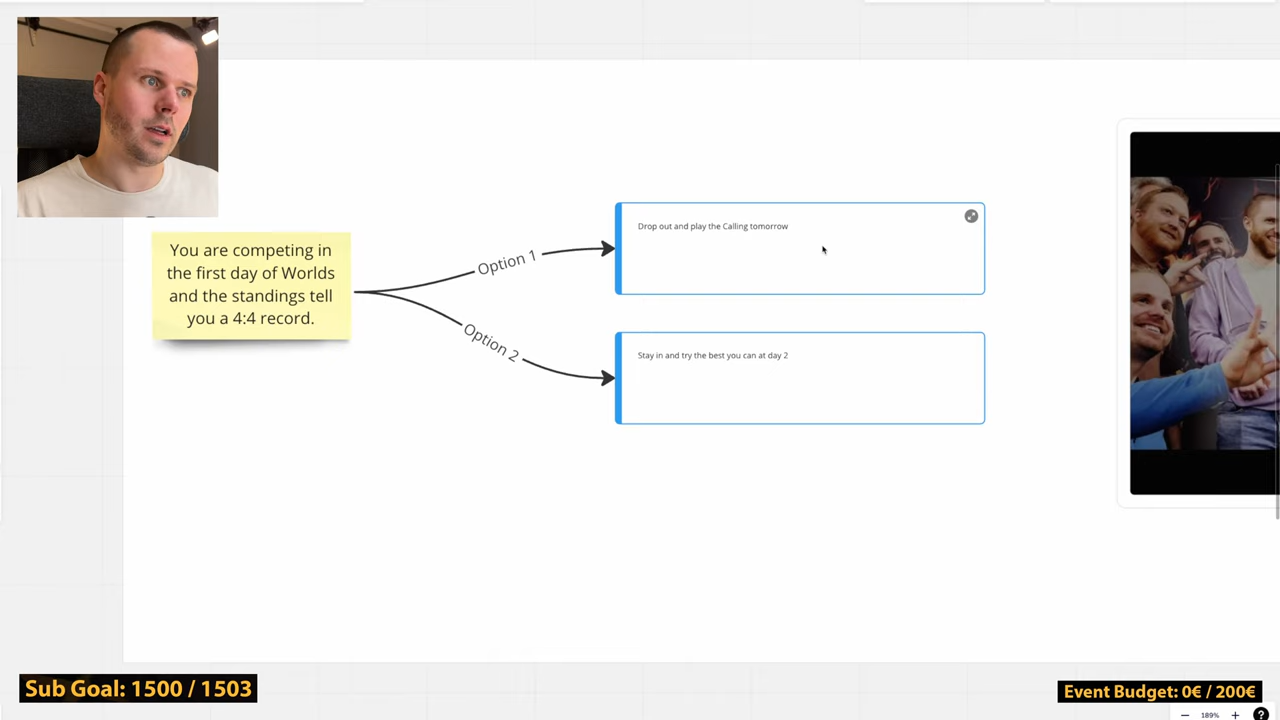 You are competing in
the first day of Worlds
and the standings tell
you a 4:4 record.
Option 1
Drop out and play the Calling tomorrow
Option 2
Stay in and try the best you can at day 2
Sub Goal: 1500 / 1503
Event Budget: 0€ / 200€
− 189% + ?